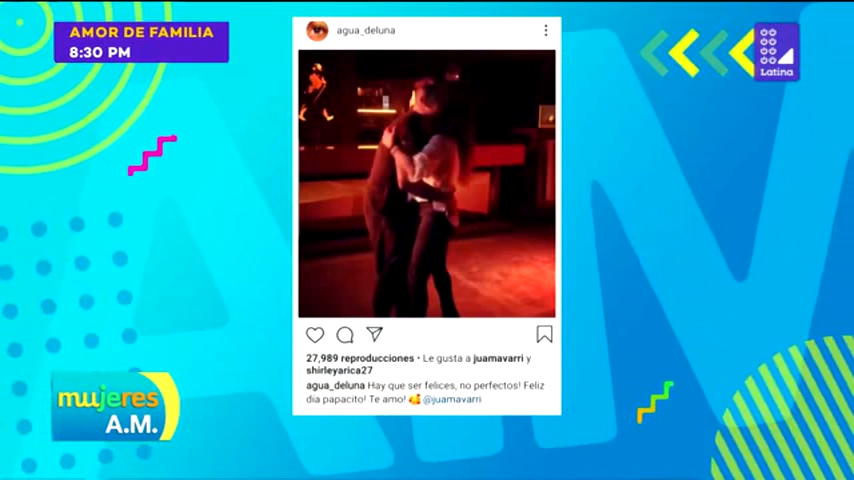 AMOR DE FAMILIA
8:30 PM
agua_deluna
Latina
27,989 reproducciones • Le gusta a juamavarri y
shirleyarica27
agua_deluna Hay que ser felices, no perfectos! Feliz
día papacito! Te amo! 🥰 @juamavarri
mujeres
A.M.